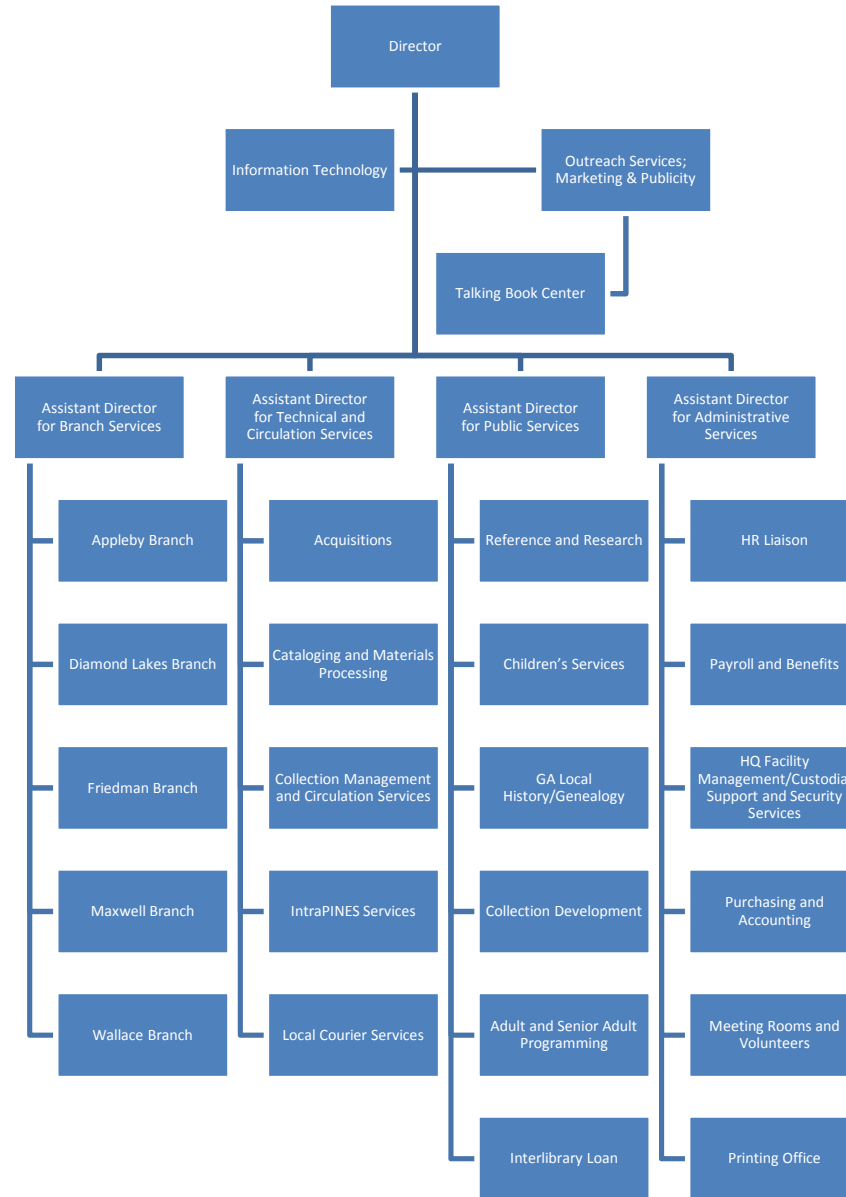 Director
Information Technology
Outreach Services;
Marketing & Publicity
Talking Book Center
Assistant Director
for Branch Services
Assistant Director
for Technical and
Circulation Services
Assistant Director
for Public Services
Assistant Director
for Administrative
Services
Appleby Branch
Acquisitions
Reference and Research
HR Liaison
Diamond Lakes Branch
Cataloging and Materials
Processing
Children’s Services
Payroll and Benefits
Friedman Branch
Collection Management
and Circulation Services
GA Local
History/Genealogy
HQ Facility
Management/Custodia
Support and Security
Services
Maxwell Branch
IntraPINES Services
Collection Development
Purchasing and
Accounting
Wallace Branch
Local Courier Services
Adult and Senior Adult
Programming
Meeting Rooms and
Volunteers
Interlibrary Loan
Printing Office